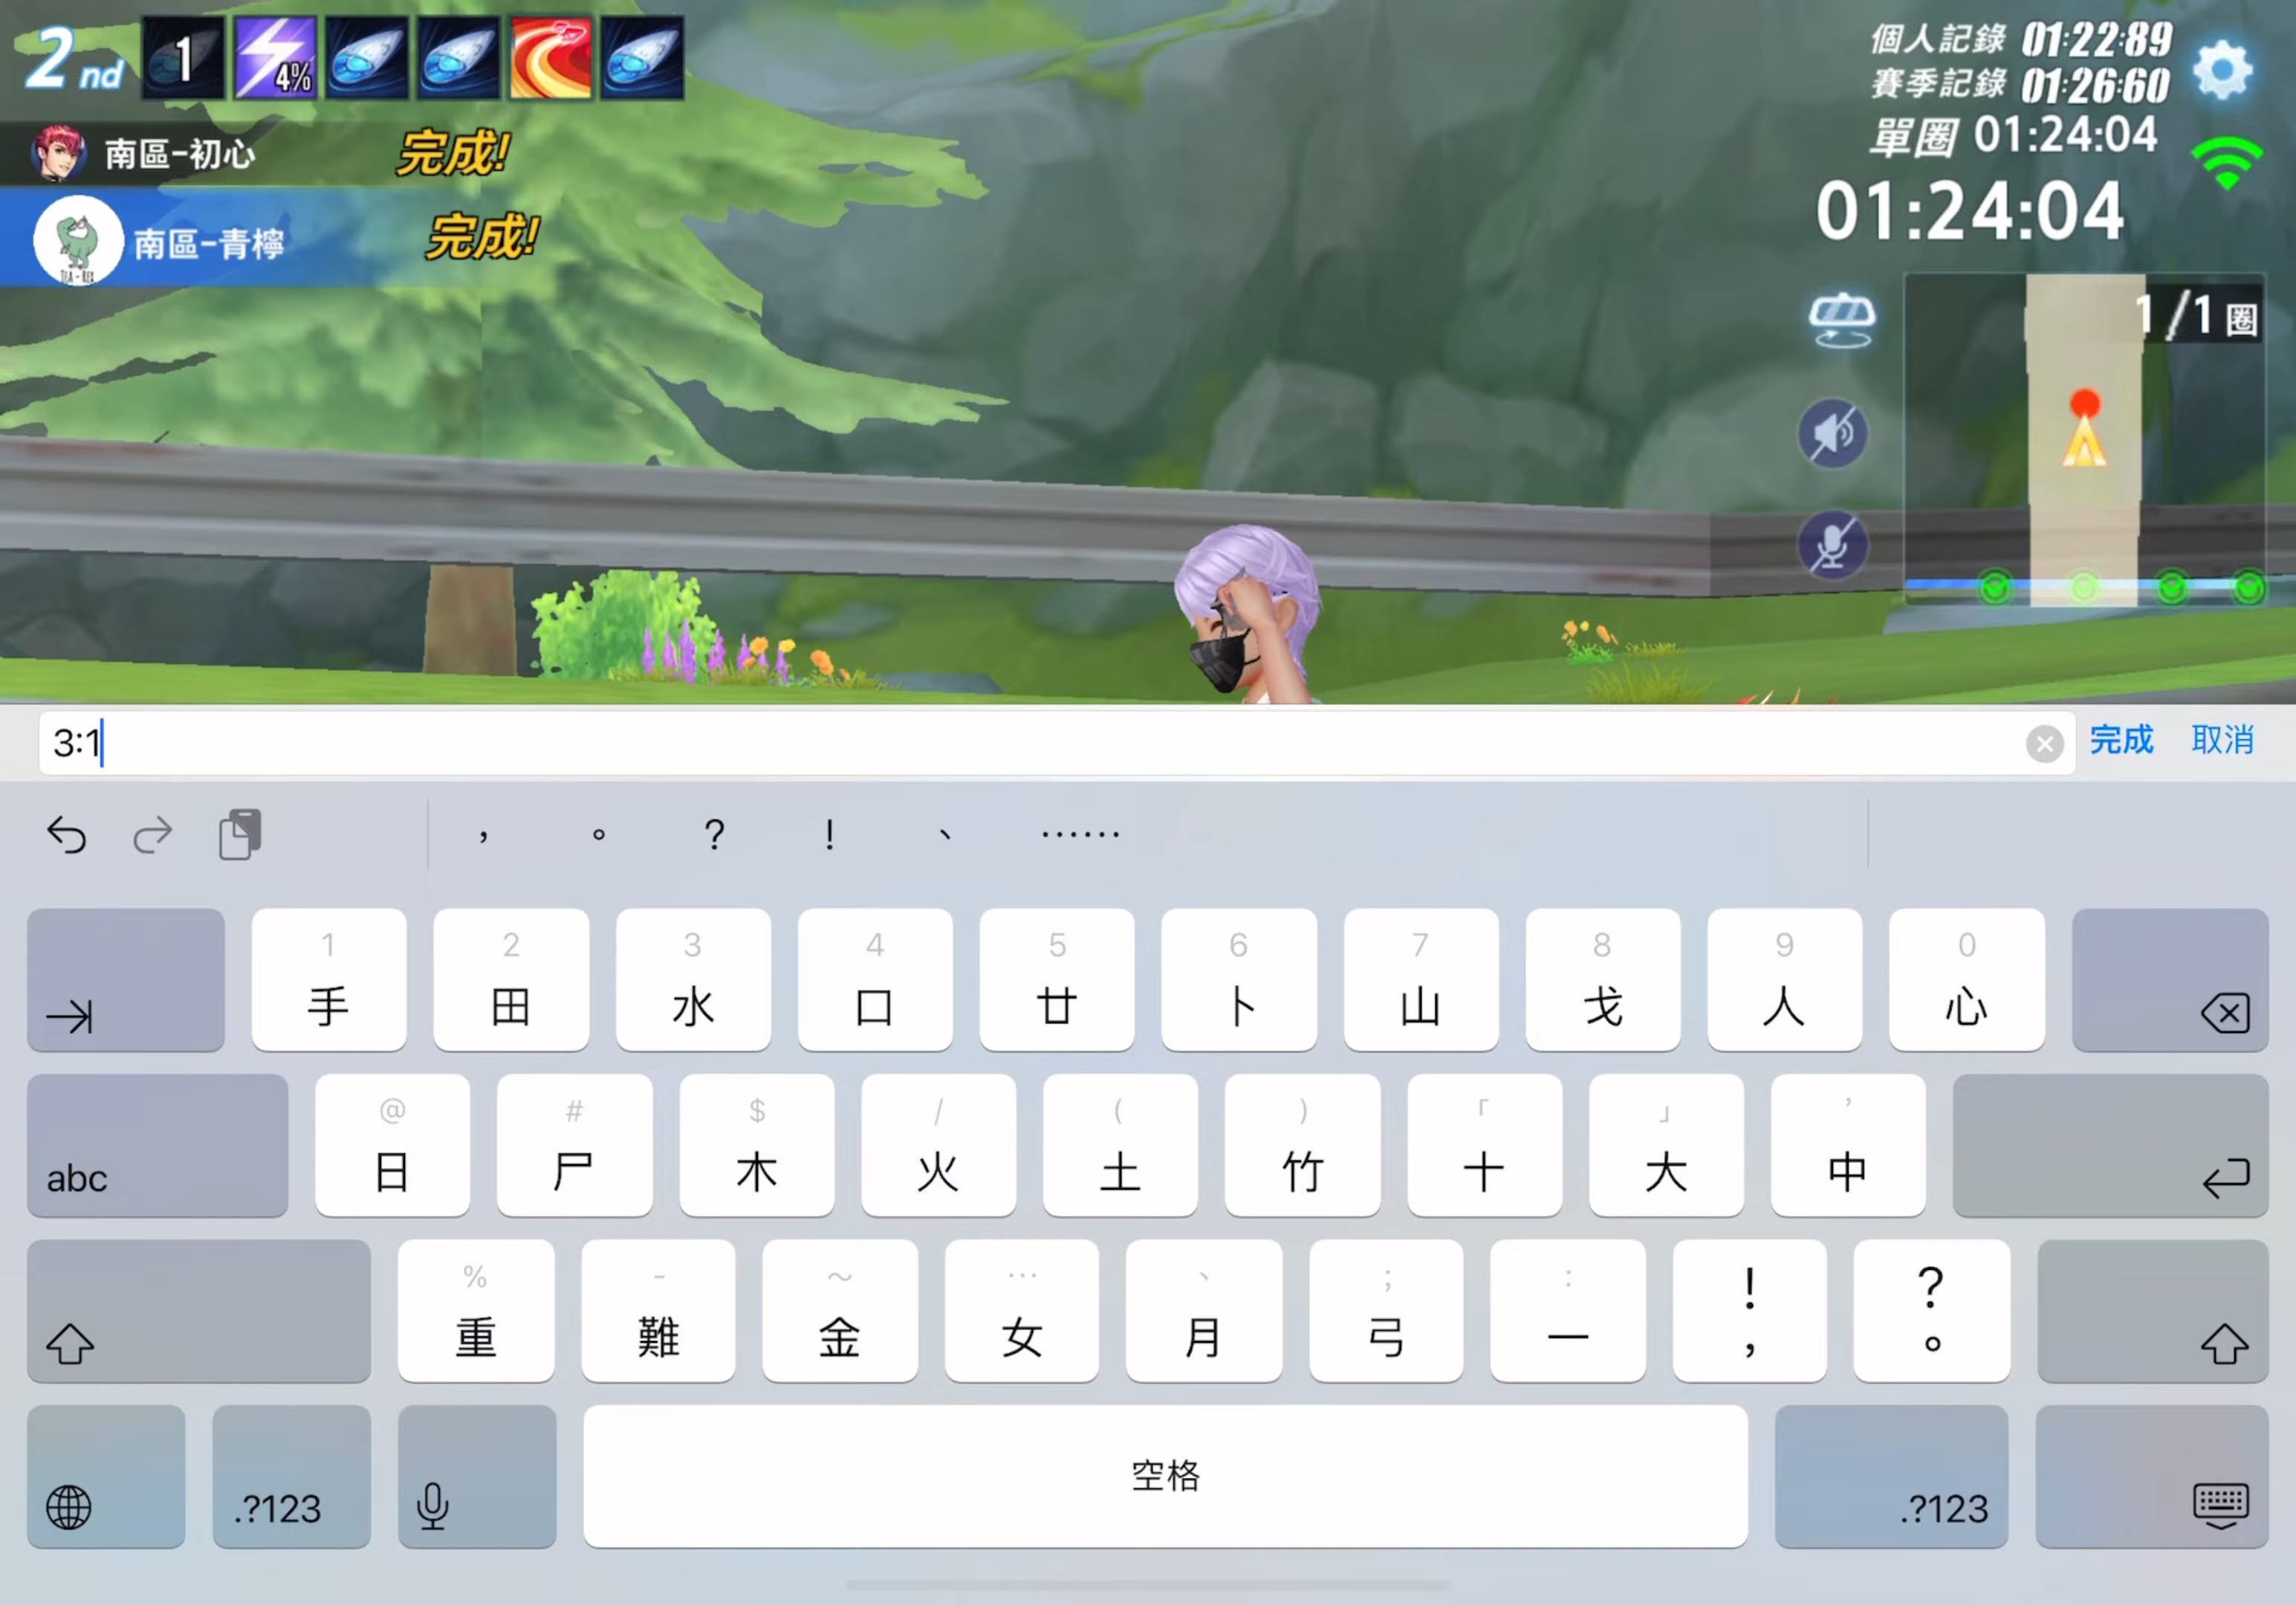 2nd
1
4%
個人記錄 01:22:89
賽季記錄 01:26:60
單圈 01:24:04
01:24:04
南區-初心 完成!
南區-青檸 完成!
TEA-REX
1/1圈
3:1
完成 取消
， 。 ? ! 、 ······
1 2 3 4 5 6 7 8 9 0
手 田 水 口 廿 卜 山 戈 人 心
@ # $ / ( ) 「 」 ，
abc 日 尸 木 火 土 竹 十 大 中
% - ～ … 、 ; : ! ?
重 難 金 女 月 弓 一 ， 。
.?123 空格 .?123